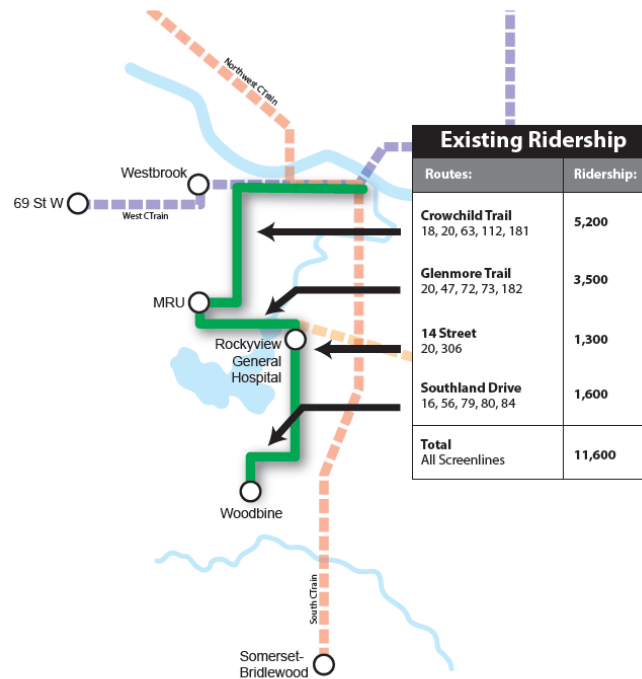 Northwest CTrain
Existing Ridership
Routes:
Ridership:
Westbrook
69 St W
West CTrain
Crowchild Trail
18, 20, 63, 112, 181
5,200
Glenmore Trail
20, 47, 72, 73, 182
3,500
MRU
14 Street
20, 306
1,300
Rockyview
General
Hospital
Southland Drive
16, 56, 79, 80, 84
1,600
Total
All Screenlines
11,600
Woodbine
South CTrain
Somerset-
Bridlewood